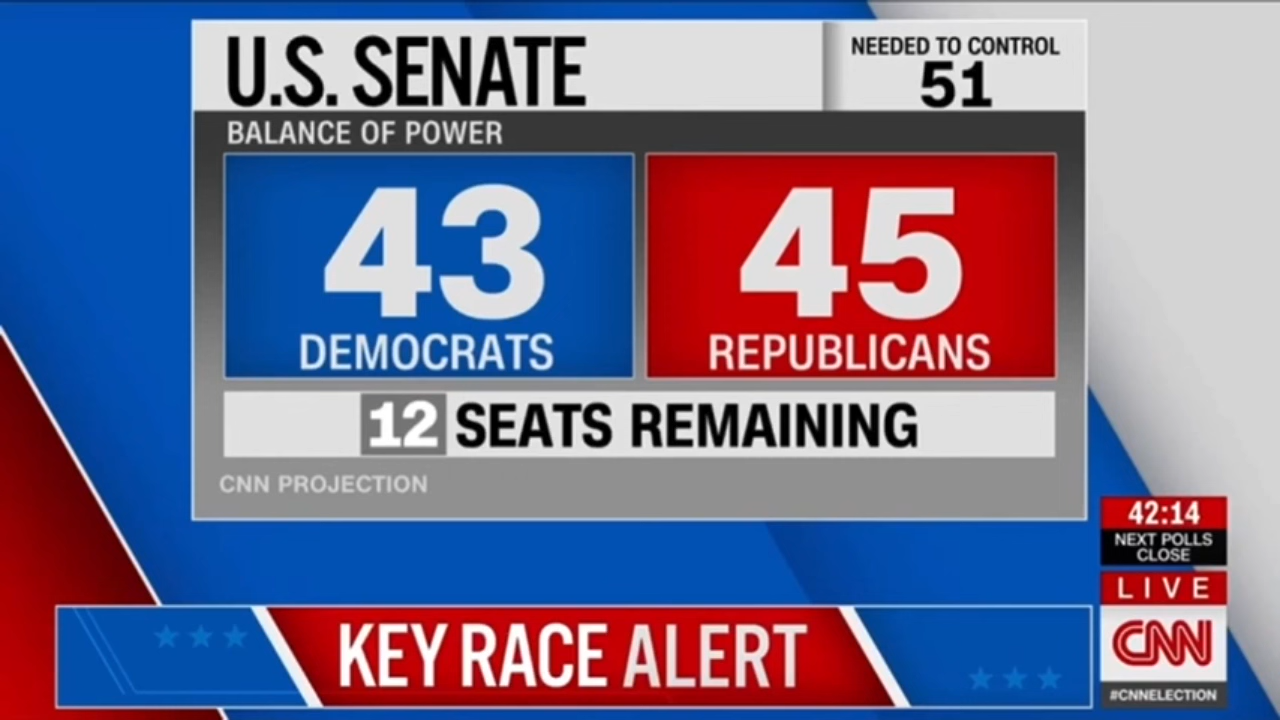 U.S. SENATE
NEEDED TO CONTROL
51
BALANCE OF POWER
43
DEMOCRATS
45
REPUBLICANS
12 SEATS REMAINING
CNN PROJECTION
42:14
NEXT POLLS
CLOSE
LIVE
CNN
#CNNELECTION
KEY RACE ALERT